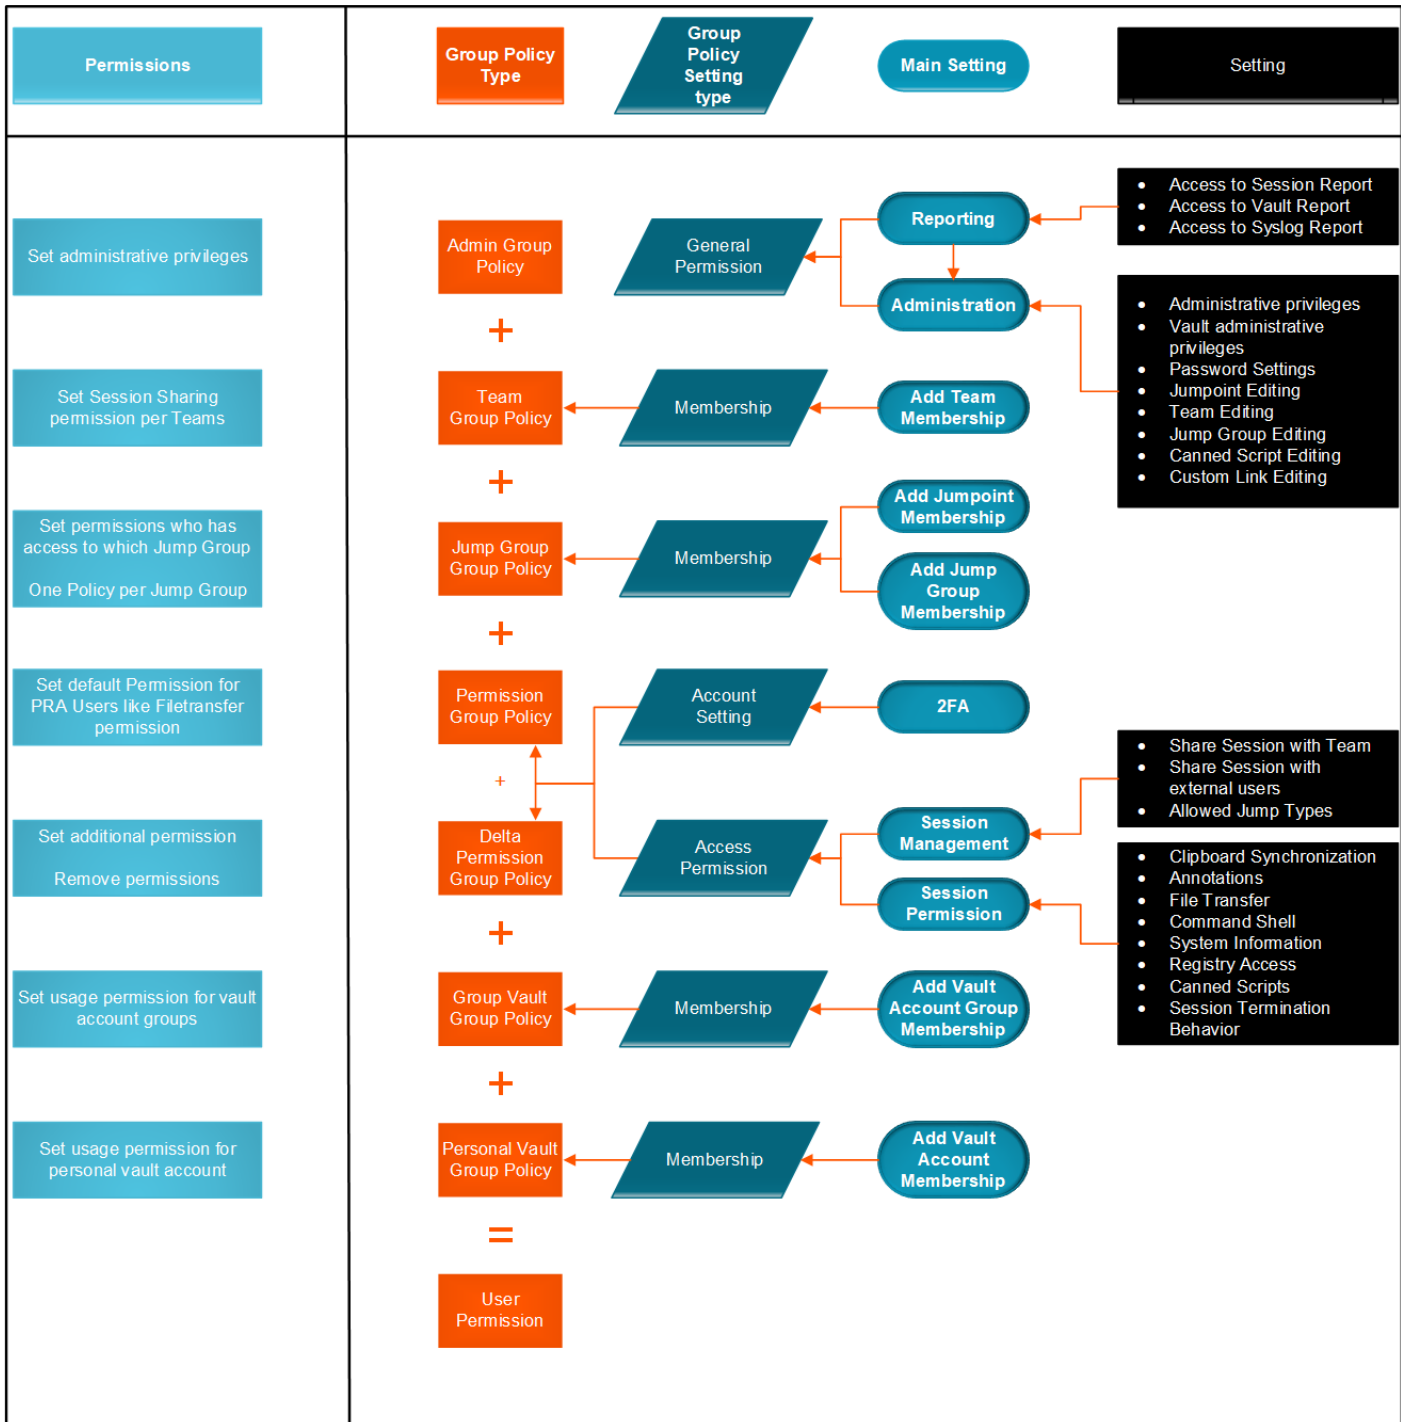 Permissions
Group Policy
Type
Group
Policy
Setting
type
Main Setting
Setting
Set administrative privileges
Admin Group
Policy
+
General
Permission
Reporting
Administration
• Access to Session Report
• Access to Vault Report
• Access to Syslog Report
• Administrative privileges
• Vault administrative
privileges
• Password Settings
• Jumpoint Editing
• Team Editing
• Jump Group Editing
• Canned Script Editing
• Custom Link Editing
Set Session Sharing
permission per Teams
Team
Group Policy
+
Membership
Add Team
Membership
Set permissions who has
access to which Jump Group
One Policy per Jump Group
Jump Group
Group Policy
+
Membership
Add Jumpoint
Membership
Add Jump
Group
Membership
Set default Permission for
PRA Users like Filetransfer
permission
Permission
Group Policy
+
Account
Setting
2FA
Set additional permission
Remove permissions
Delta
Permission
Group Policy
+
Access
Permission
Session
Management
Session
Permission
• Share Session with Team
• Share Session with
external users
• Allowed Jump Types
• Clipboard Synchronization
• Annotations
• File Transfer
• Command Shell
• System Information
• Registry Access
• Canned Scripts
• Session Termination
Behavior
Set usage permission for vault
account groups
Group Vault
Group Policy
+
Membership
Add Vault
Account Group
Membership
Set usage permission for
personal vault account
Personal Vault
Group Policy
=
Membership
Add Vault
Account
Membership
User
Permission